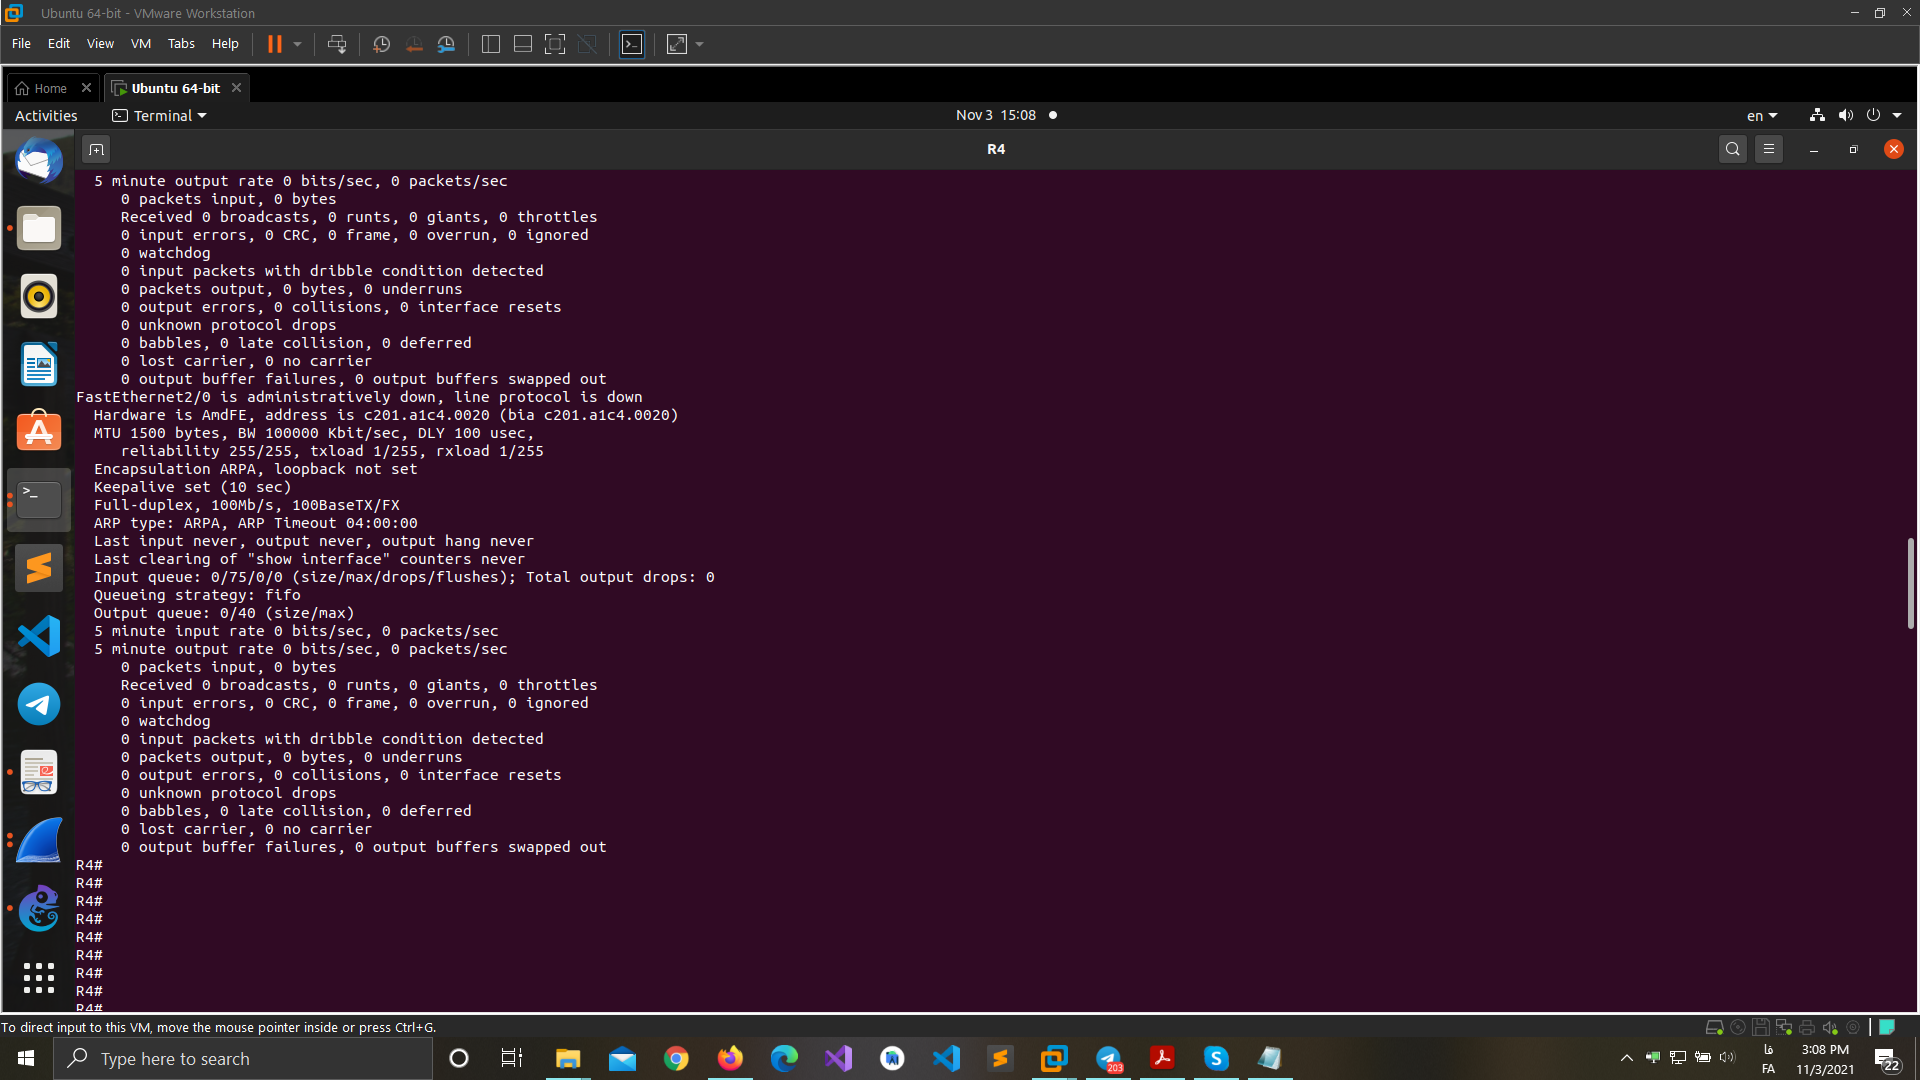 Ubuntu 64-bit - VMware Workstation
File Edit View VM Tabs Help
Home Ubuntu 64-bit
Activities Terminal Nov 3 15:08 en
R4
5 minute output rate 0 bits/sec, 0 packets/sec
0 packets input, 0 bytes
Received 0 broadcasts, 0 runts, 0 giants, 0 throttles
0 input errors, 0 CRC, 0 frame, 0 overrun, 0 ignored
0 watchdog
0 input packets with dribble condition detected
0 packets output, 0 bytes, 0 underruns
0 output errors, 0 collisions, 0 interface resets
0 unknown protocol drops
0 babbles, 0 late collision, 0 deferred
0 lost carrier, 0 no carrier
0 output buffer failures, 0 output buffers swapped out
FastEthernet2/0 is administratively down, line protocol is down
Hardware is AmdFE, address is c201.a1c4.0020 (bia c201.a1c4.0020)
MTU 1500 bytes, BW 100000 Kbit/sec, DLY 100 usec,
reliability 255/255, txload 1/255, rxload 1/255
Encapsulation ARPA, loopback not set
Keepalive set (10 sec)
Full-duplex, 100Mb/s, 100BaseTX/FX
ARP type: ARPA, ARP Timeout 04:00:00
Last input never, output never, output hang never
Last clearing of "show interface" counters never
Input queue: 0/75/0/0 (size/max/drops/flushes); Total output drops: 0
Queueing strategy: fifo
Output queue: 0/40 (size/max)
5 minute input rate 0 bits/sec, 0 packets/sec
5 minute output rate 0 bits/sec, 0 packets/sec
0 packets input, 0 bytes
Received 0 broadcasts, 0 runts, 0 giants, 0 throttles
0 input errors, 0 CRC, 0 frame, 0 overrun, 0 ignored
0 watchdog
0 input packets with dribble condition detected
0 packets output, 0 bytes, 0 underruns
0 output errors, 0 collisions, 0 interface resets
0 unknown protocol drops
0 babbles, 0 late collision, 0 deferred
0 lost carrier, 0 no carrier
0 output buffer failures, 0 output buffers swapped out
R4#
R4#
R4#
R4#
R4#
R4#
R4#
R4#
R4#
To direct input to this VM, move the mouse pointer inside or press Ctrl+G.
Type here to search
203
فا
FA
3:08 PM
11/3/2021
22